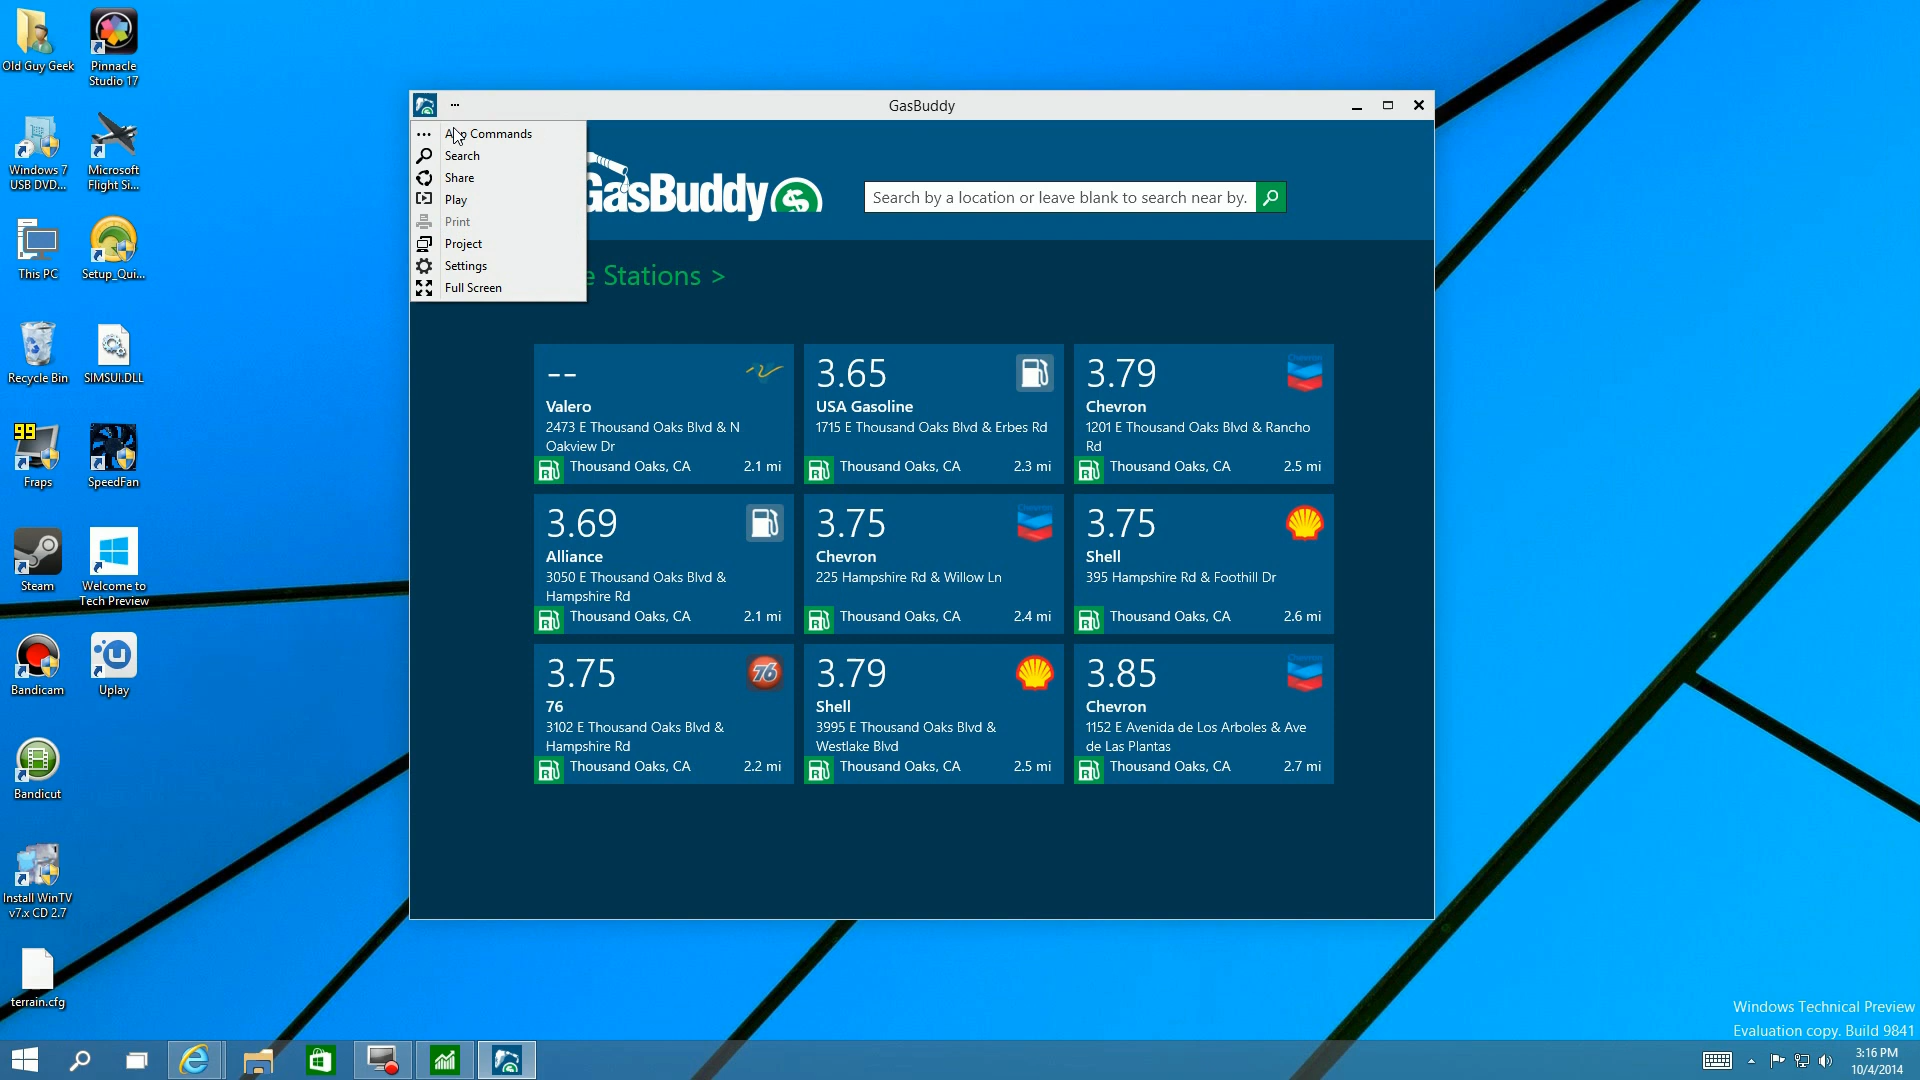 Old Guy Geek
Pinnacle
Studio 17
Windows 7
USB DVD...
Microsoft
Flight Si...
This PC
Setup_Qui...
Recycle Bin
SIMSUI.DLL
99
Fraps
SpeedFan
Steam
Welcome to
Tech Preview
Bandicam
Uplay
Bandicut
Install WinTV
v7.x CD 2.7
terrain.cfg
... GasBuddy
Commands
Search
Share
Play
Print
Project
Settings
Full Screen
GasBuddy $
Search by a location or leave blank to search near by.
Stations >
--
Valero
2473 E Thousand Oaks Blvd & N
Oakview Dr
R Thousand Oaks, CA 2.1 mi
3.65
USA Gasoline
1715 E Thousand Oaks Blvd & Erbes Rd
R Thousand Oaks, CA 2.3 mi
3.79
Chevron
Chevron
1201 E Thousand Oaks Blvd & Rancho
Rd
R Thousand Oaks, CA 2.5 mi
3.69
Alliance
3050 E Thousand Oaks Blvd &
Hampshire Rd
R Thousand Oaks, CA 2.1 mi
3.75
Chevron
Chevron
225 Hampshire Rd & Willow Ln
R Thousand Oaks, CA 2.4 mi
3.75
Shell
395 Hampshire Rd & Foothill Dr
R Thousand Oaks, CA 2.6 mi
3.75
76
76
3102 E Thousand Oaks Blvd &
Hampshire Rd
R Thousand Oaks, CA 2.2 mi
3.79
Shell
3995 E Thousand Oaks Blvd &
Westlake Blvd
R Thousand Oaks, CA 2.5 mi
3.85
Chevron
Chevron
1152 E Avenida de Los Arboles & Ave
de Las Plantas
R Thousand Oaks, CA 2.7 mi
Windows Technical Preview
Evaluation copy. Build 9841
3:16 PM
10/4/2014